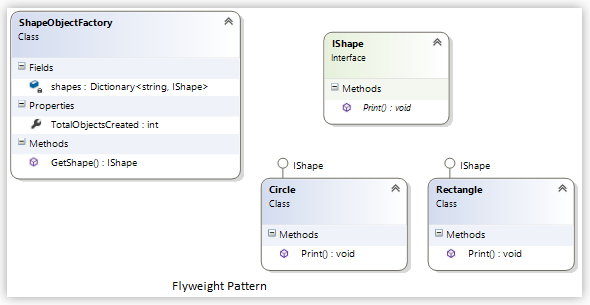 ShapeObjectFactory
Class
Fields
shapes : Dictionary<string, IShape>
Properties
TotalObjectsCreated : int
Methods
GetShape() : IShape
IShape
Interface
Methods
Print() : void
IShape
Circle
Class
Methods
Print() : void
IShape
Rectangle
Class
Methods
Print() : void
Flyweight Pattern